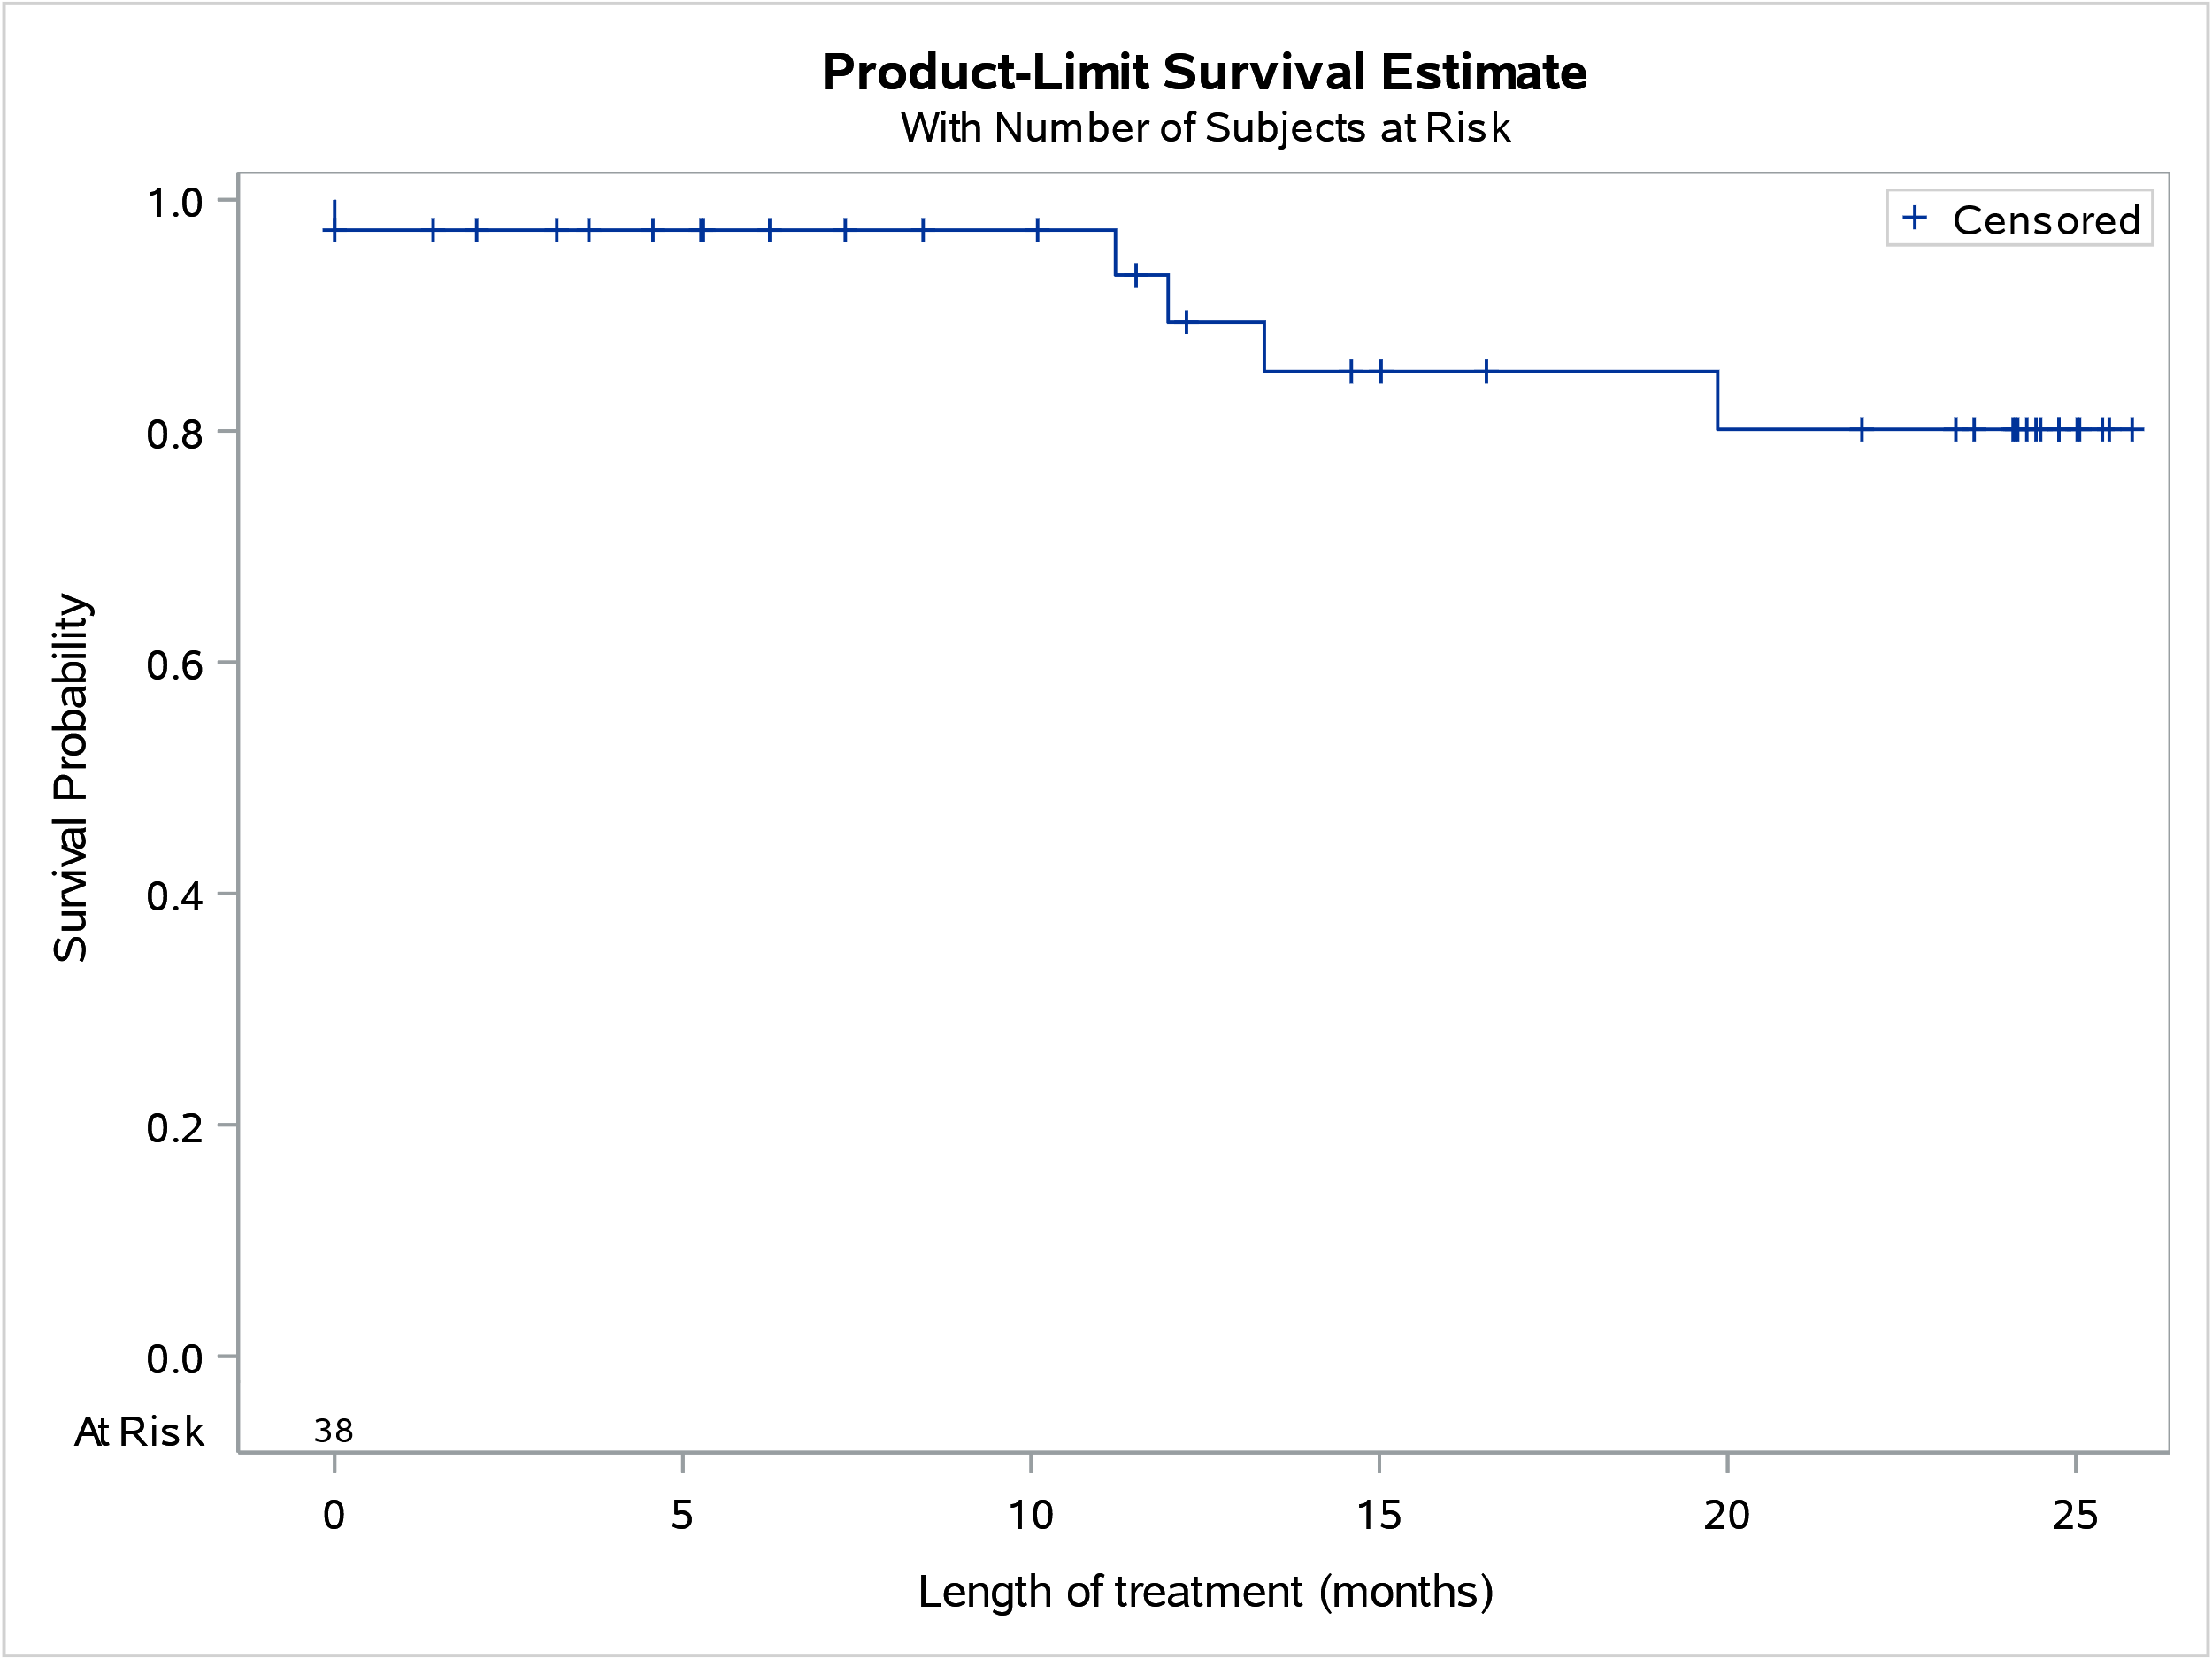 Product-Limit Survival Estimate
With Number of Subjects at Risk
Censored
Survival Probability
1.0
0.8
0.6
0.4
0.2
0.0
At Risk 38
0 5 10 15 20 25
Length of treatment (months)